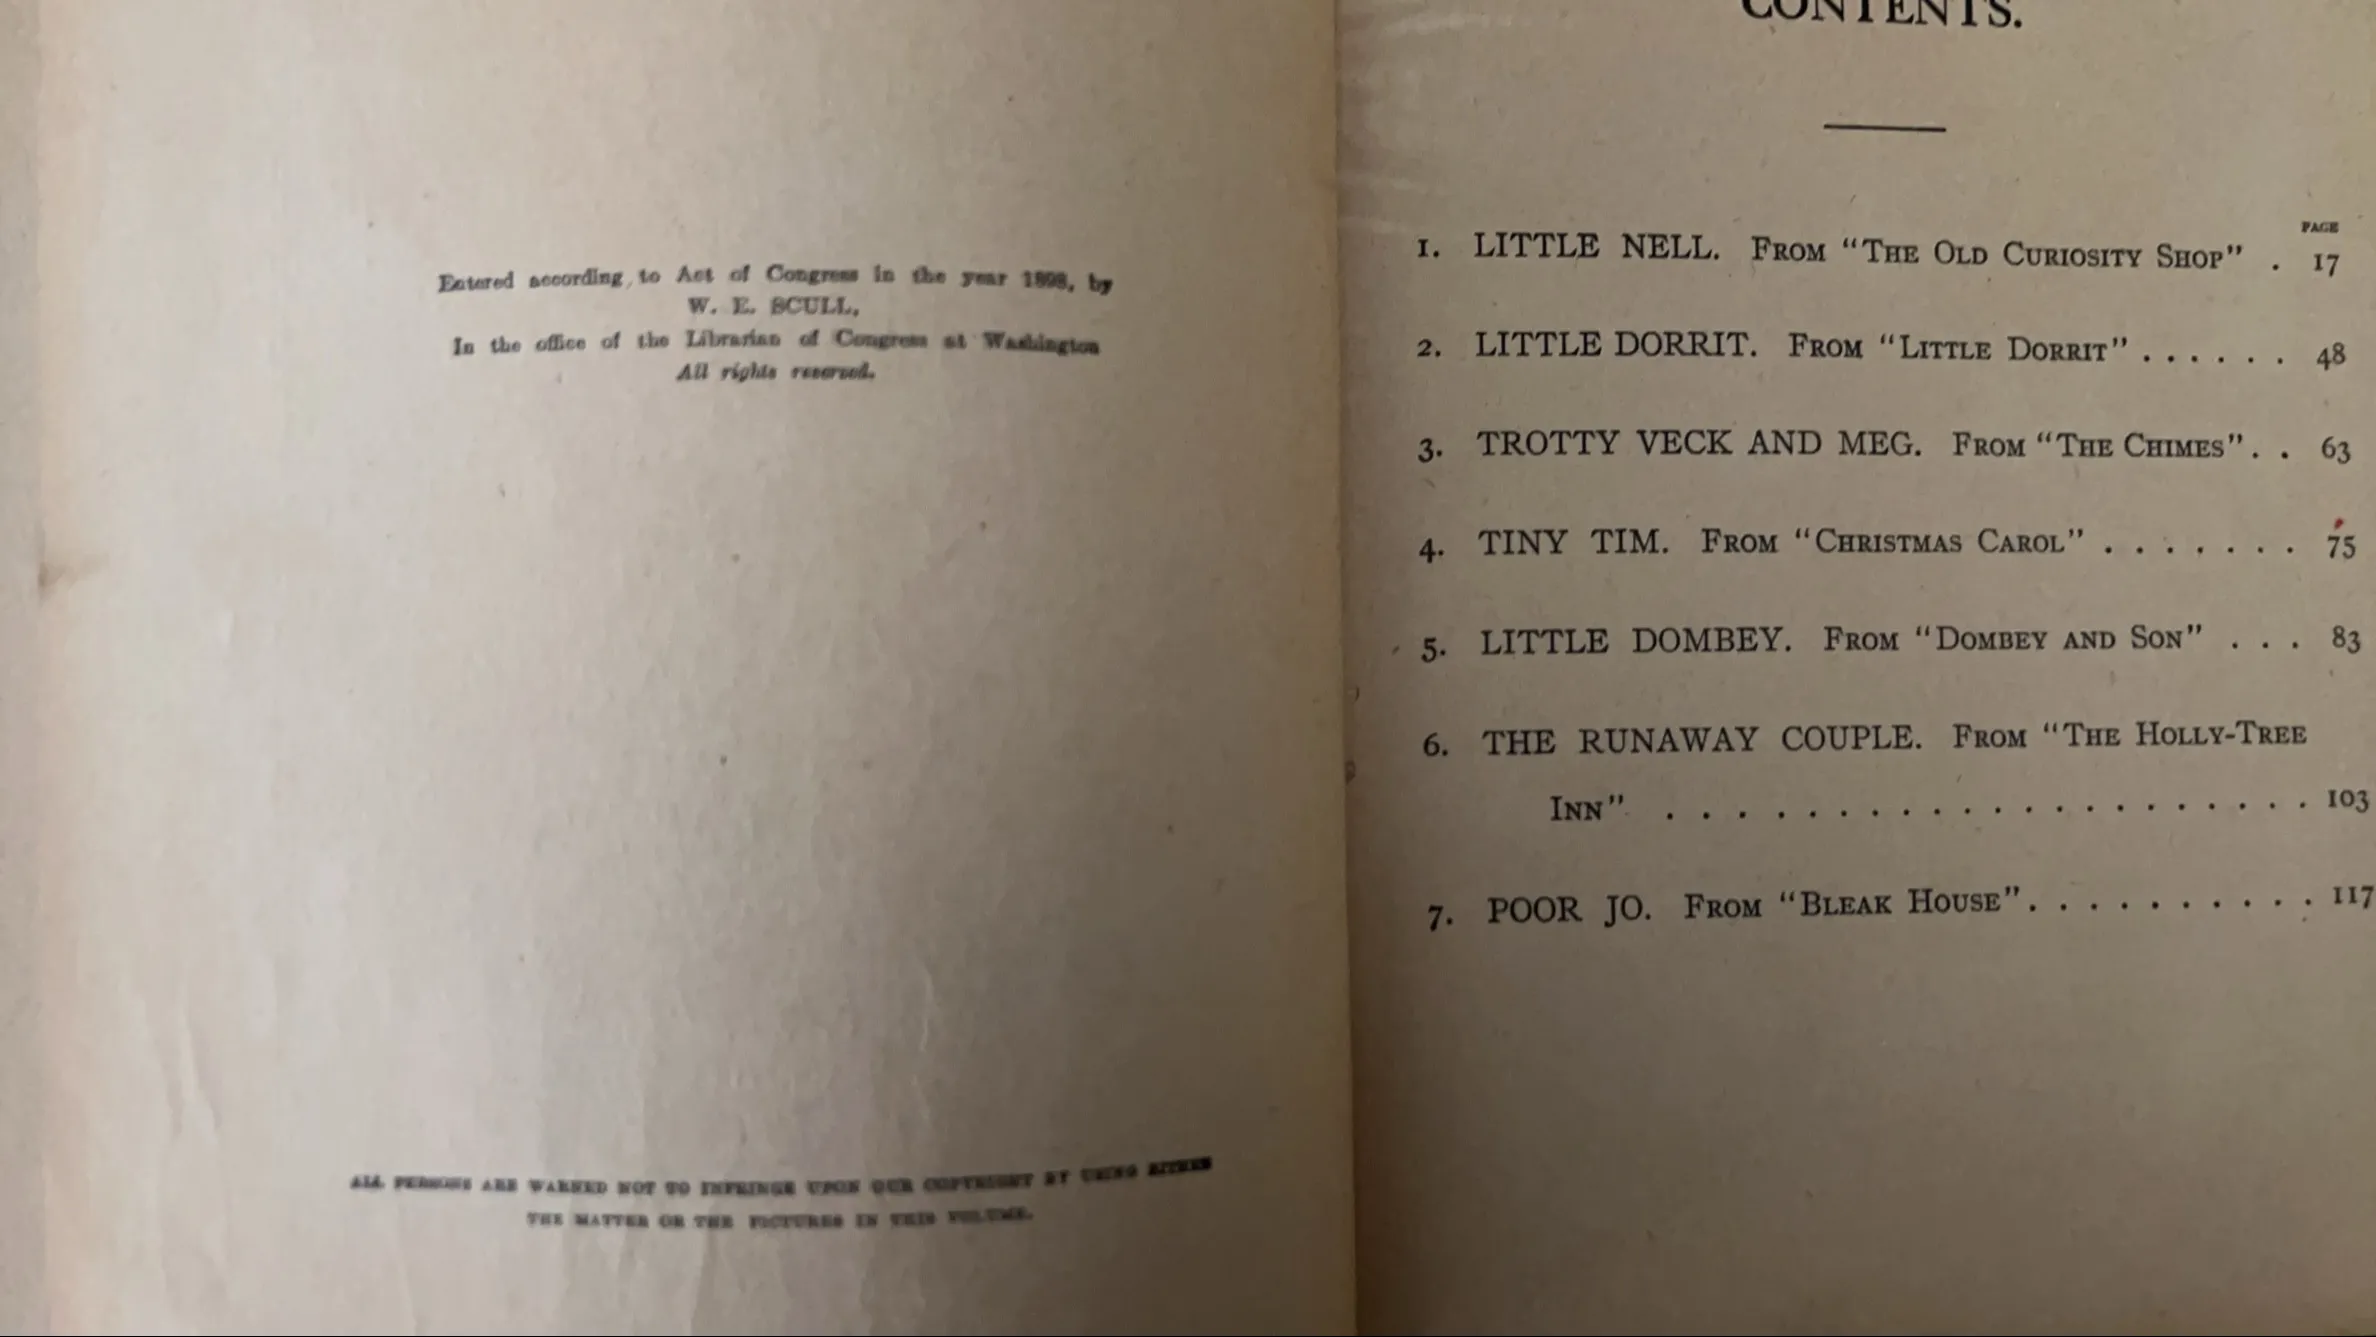 Entered according to Act of Congress in the year 1898, by
W. E. SCULL,
In the office of the Librarian of Congress at Washington
All rights reserved.
ALL PERSONS ARE WARNED NOT TO INFRINGE UPON OUR COPYRIGHT BY USING EITHER
THE MATTER OR THE PICTURES IN THIS VOLUME.
CONTENTS.
PAGE
1. LITTLE NELL. FROM "THE OLD CURIOSITY SHOP" . 17
2. LITTLE DORRIT. FROM "LITTLE DORRIT" . . . . . . 48
3. TROTTY VECK AND MEG. FROM "THE CHIMES" . . 63
4. TINY TIM. FROM "CHRISTMAS CAROL" . . . . . . . 75
5. LITTLE DOMBEY. FROM "DOMBEY AND SON" . . . 83
6. THE RUNAWAY COUPLE. FROM "THE HOLLY-TREE
INN" . . . . . . . . . . . . . . . . . . . . 103
7. POOR JO. FROM "BLEAK HOUSE" . . . . . . . . . . 117